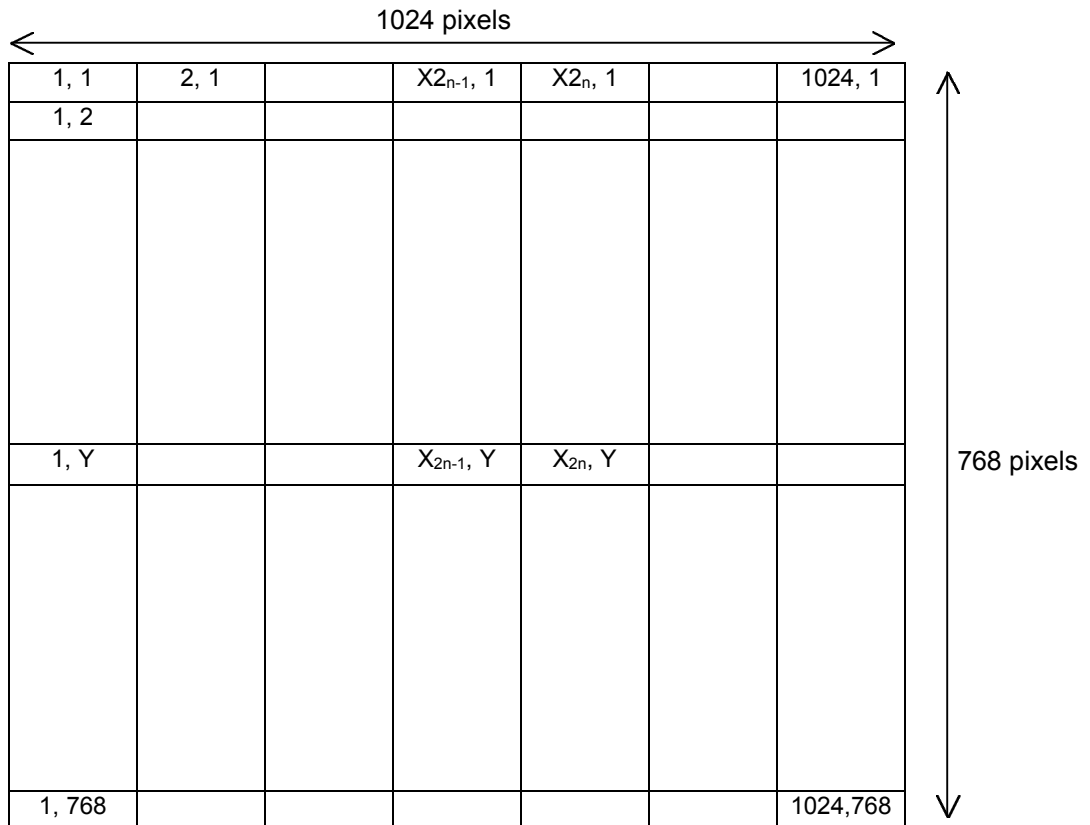 1024 pixels
1, 1 2, 1 X2n-1, 1 X2n, 1 1024, 1
1, 2
1, Y X2n-1, Y X2n, Y
768 pixels
1, 768 1024,768